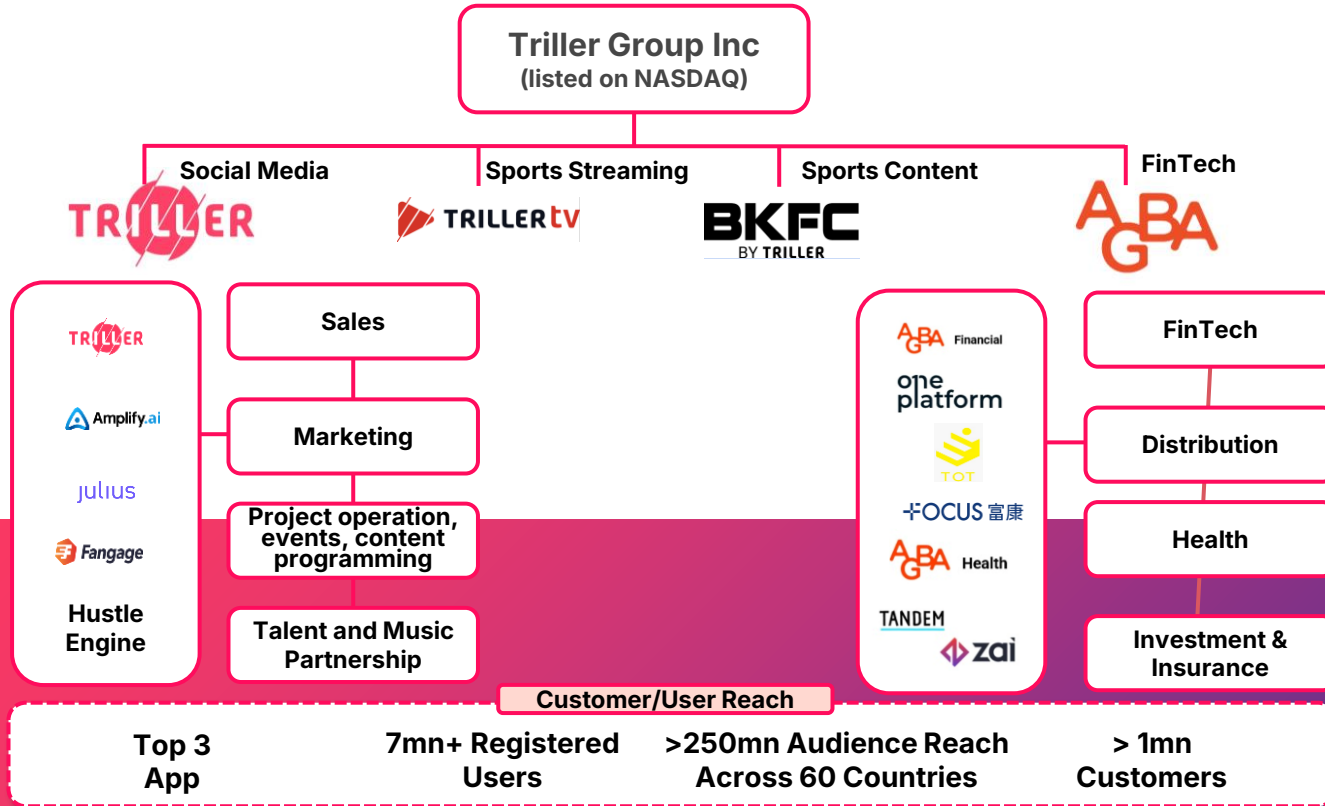 Triller Group Inc
(listed on NASDAQ)
Social Media
Sports Streaming
Sports Content
FinTech
TRILLER
TRILLERtv
BKFC
BY TRILLER
AGBA
TRILLER
Amplify.ai
julius
Fangage
Hustle
Engine
Sales
Marketing
Project operation,
events, content
programming
Talent and Music
Partnership
AGBA Financial
one
platform
TOT
FOCUS 富康
AGBA Health
TANDEM
zai
FinTech
Distribution
Health
Investment &
Insurance
Customer/User Reach
Top 3
App
7mn+ Registered
Users
>250mn Audience Reach
Across 60 Countries
> 1mn
Customers